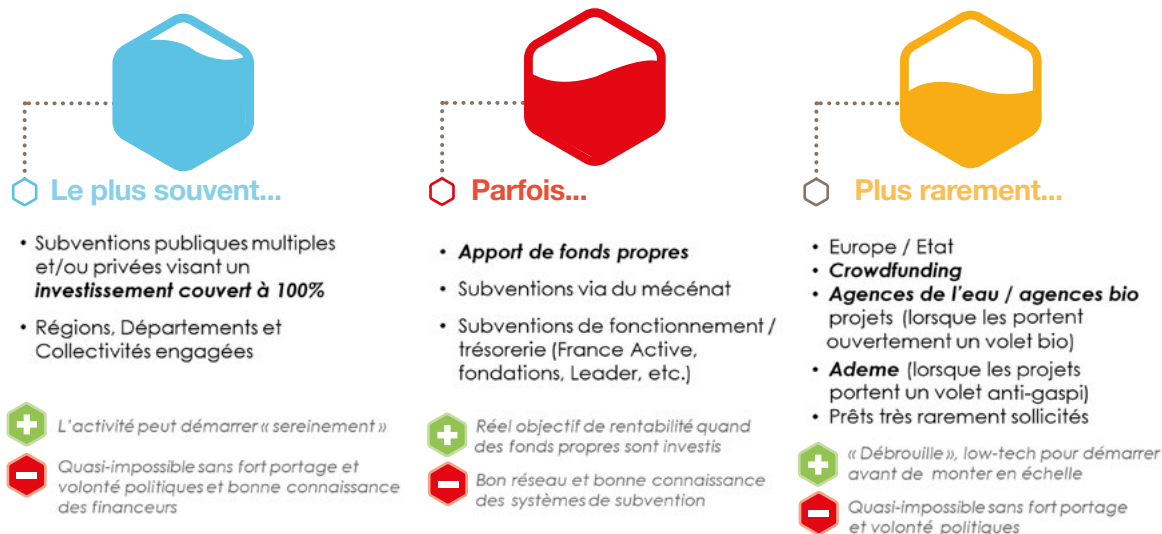 Le plus souvent...
• Subventions publiques multiples
et/ou privées visant un
investissement couvert à 100%
• Régions, Départements et
Collectivités engagées
L'activité peut démarrer « sereinement »
Quasi-impossible sans fort portage et
volonté politiques et bonne connaissance
des financeurs
Parfois...
• Apport de fonds propres
• Subventions via du mécénat
• Subventions de fonctionnement /
trésorerie (France Active,
fondations, Leader, etc.)
Réel objectif de rentabilité quand
des fonds propres sont investis
Bon réseau et bonne connaissance
des systèmes de subvention
Plus rarement...
• Europe / Etat
• Crowdfunding
• Agences de l'eau / agences bio
projets (lorsque les portent
ouvertement un volet bio)
• Ademe (lorsque les projets
portent un volet anti-gaspi)
• Prêts très rarement sollicités
« Débrouille », low-tech pour démarrer
avant de monter en échelle
Quasi-impossible sans fort portage
et volonté politiques